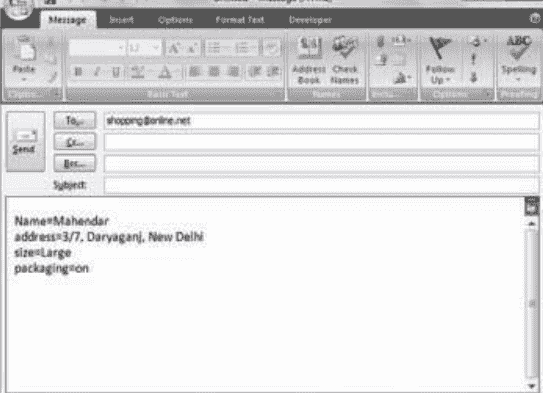 Message Insert Options Format Text Developer
Paste
B I U
Address Book
Check Names
Follow Up
ABC
Spelling
Basic Text Names Options Proofing
Send
To...
shopping@online.net
Cc...
Bcc...
Subject:
Name=Mahendar
address=3/7, Daryaganj, New Delhi
size=Large
packaging=on